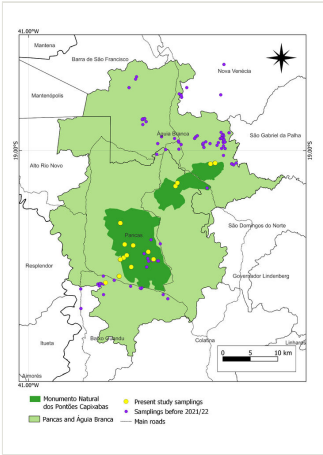 41.00°W
Mantena
Barra de São Francisco
Nova Venécia
Mantenópolis
Águia Branca
São Gabriel da Palha
19.00°S
19.00°S
Alto Rio Novo
São Domingos do Norte
Pancas
Resplendor
Governador Lindenberg
Itueta
Baixo Guandu
Colatina
Linhares
0 5 10 km
Aimorés
41.00°W
Monumento Natural
dos Pontões Capixabas
Pancas and Águia Branca
Present study samplings
Samplings before 2021/22
Main roads